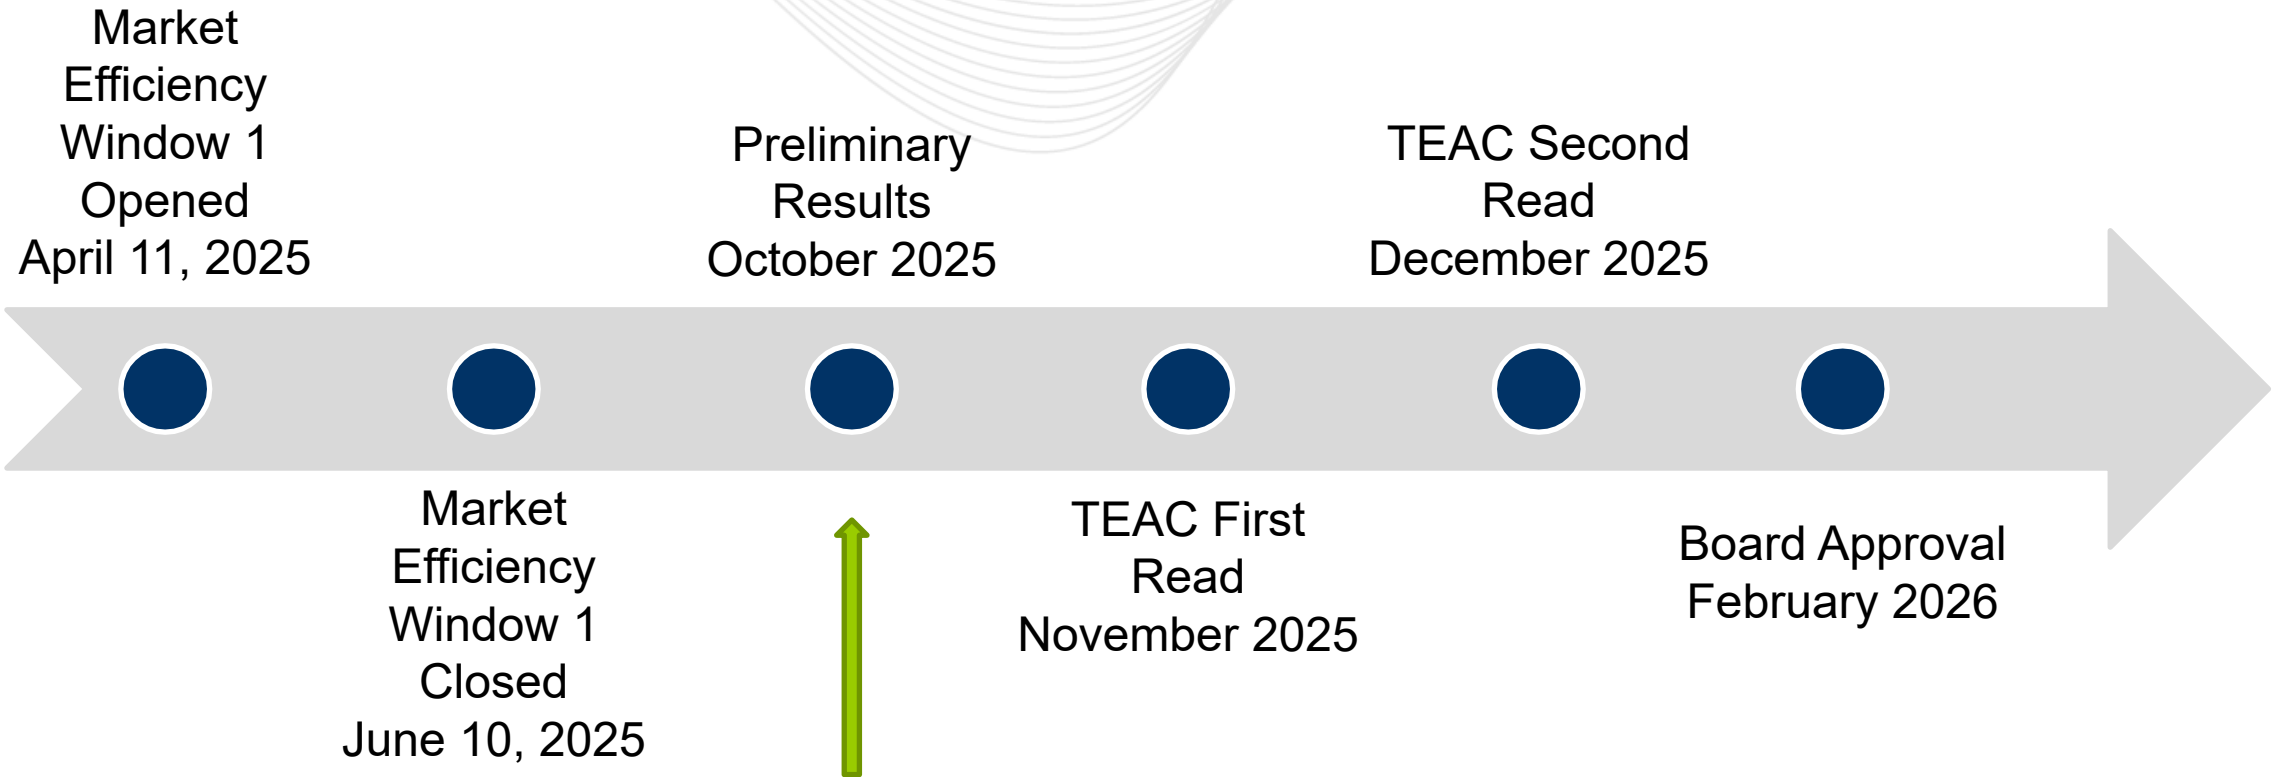 Market
Efficiency
Window 1
Opened
April 11, 2025
Market
Efficiency
Window 1
Closed
June 10, 2025
Preliminary
Results
October 2025
TEAC First
Read
November 2025
TEAC Second
Read
December 2025
Board Approval
February 2026